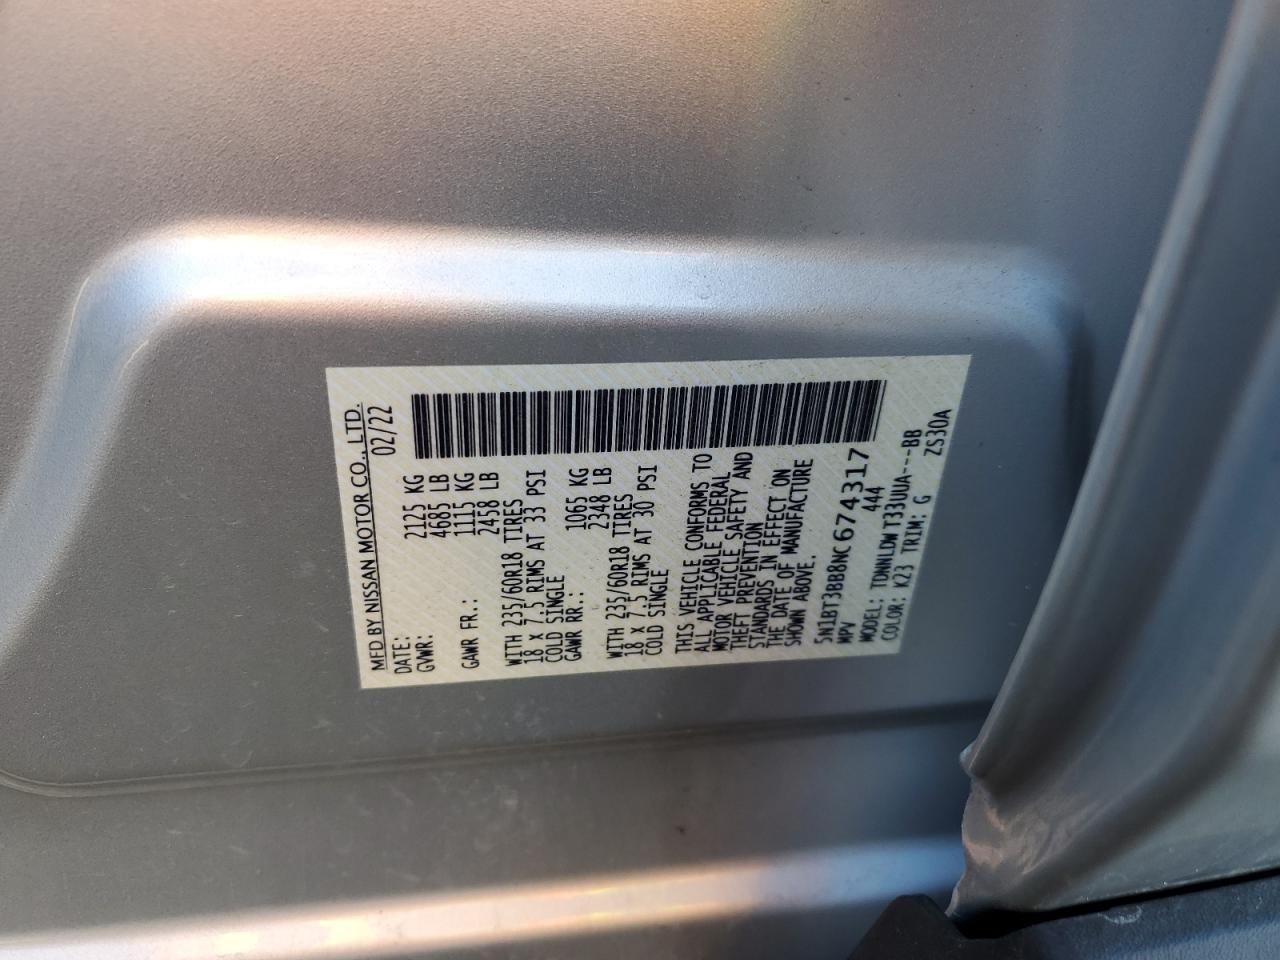 MFD BY NISSAN MOTOR CO., LTD.
DATE: 02/22
GVWR: 2125 KG
4685 LB
GAWR FR.: 1115 KG
2458 LB
WITH 235/60R18 TIRES
18 x 7.5 RIMS AT 33 PSI
COLD SINGLE
GAWR RR.: 1065 KG
2348 LB
WITH 235/60R18 TIRES
18 x 7.5 RIMS AT 30 PSI
COLD SINGLE
THIS VEHICLE CONFORMS TO
ALL APPLICABLE FEDERAL
MOTOR VEHICLE SAFETY AND
THEFT PREVENTION
STANDARDS IN EFFECT ON
THE DATE OF MANUFACTURE
SHOWN ABOVE.
5N1BT3BB8NC674317
MPV 444
MODEL: TDNNLDW T33UUA---BB
COLOR: K23 TRIM: G ZS30A